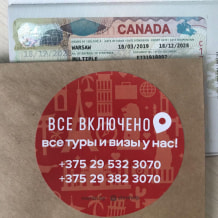 CANADA
WARSAW 18/03/2019 18/12/2024
MULTIPLE
ВСЕ ВКЛЮЧЕНО
все туры и визы у нас!
+375 29 532 3070
+375 29 382 3070